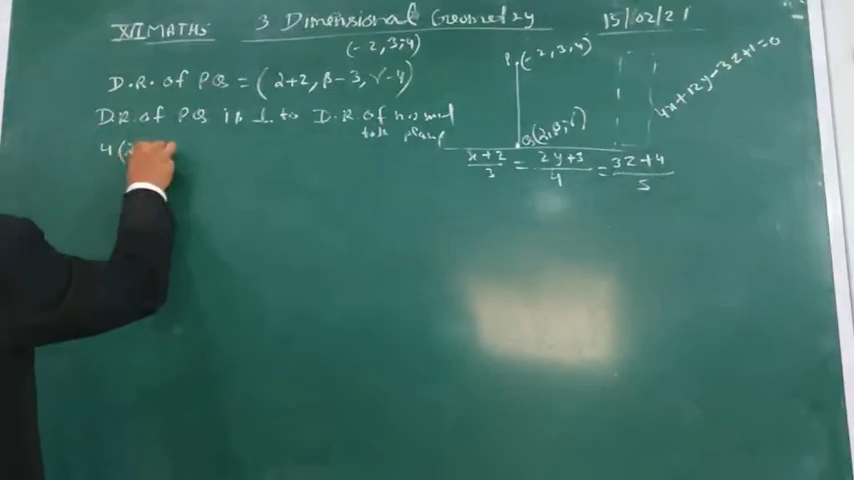 XII MATHS 3 Dimensional Geometry 15/02/21
(-2,3,4)
D.R. of PQ = (α+2, β-3, γ-4)
D.R. of PQ is ⊥ to D.R of normal
to plane
4(α
P(-2,3,4)
Q(α,β,γ)
x+2/3 = 2y+3/4 = 3z+4/5
4x+12y-3z+1=0